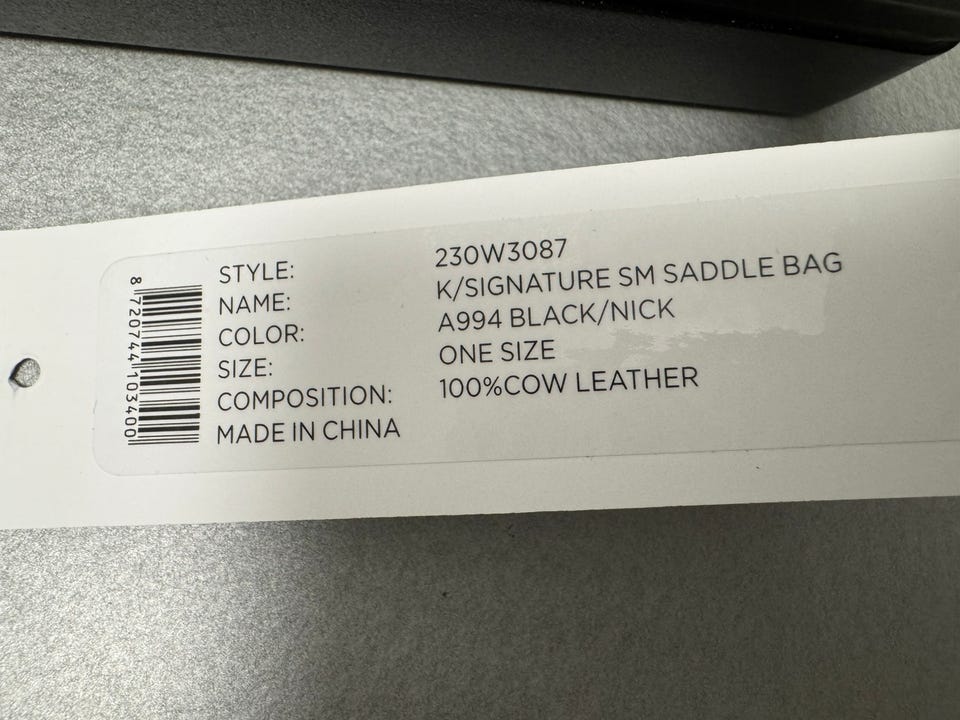 STYLE: 230W3087
NAME: K/SIGNATURE SM SADDLE BAG
COLOR: A994 BLACK/NICK
SIZE: ONE SIZE
COMPOSITION: 100%COW LEATHER
MADE IN CHINA
8 720744 103400